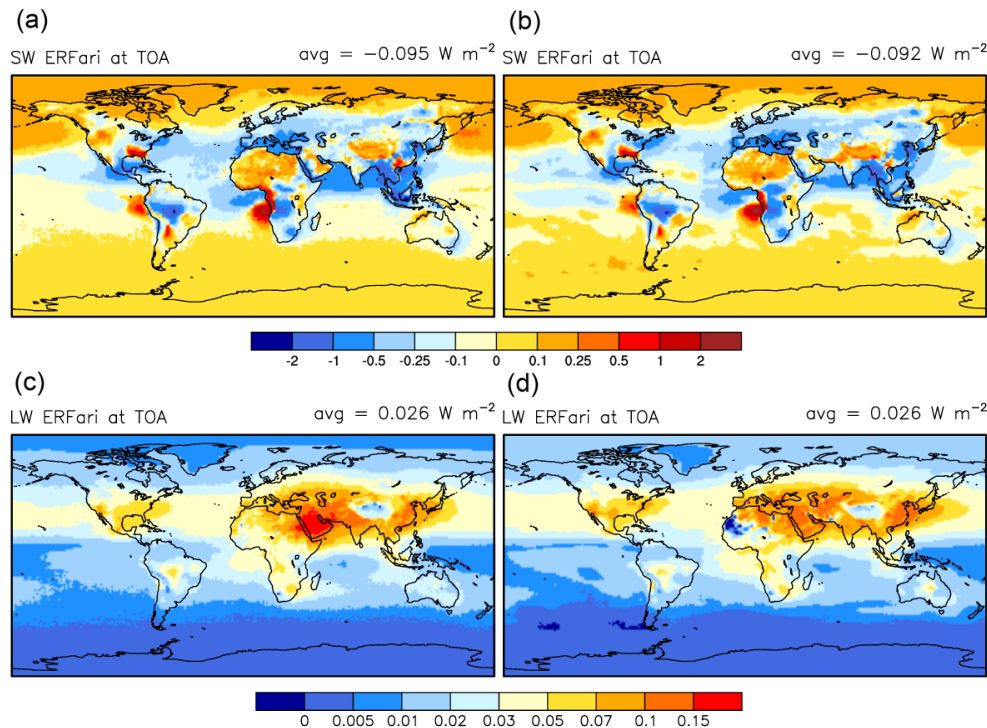 (a)
(b)
SW ERFari at TOA avg = −0.095 W m⁻²
SW ERFari at TOA avg = −0.092 W m⁻²
-2 -1 -0.5 -0.25 -0.1 0 0.1 0.25 0.5 1 2
(c)
(d)
LW ERFari at TOA avg = 0.026 W m⁻²
LW ERFari at TOA avg = 0.026 W m⁻²
0 0.005 0.01 0.02 0.03 0.05 0.07 0.1 0.15